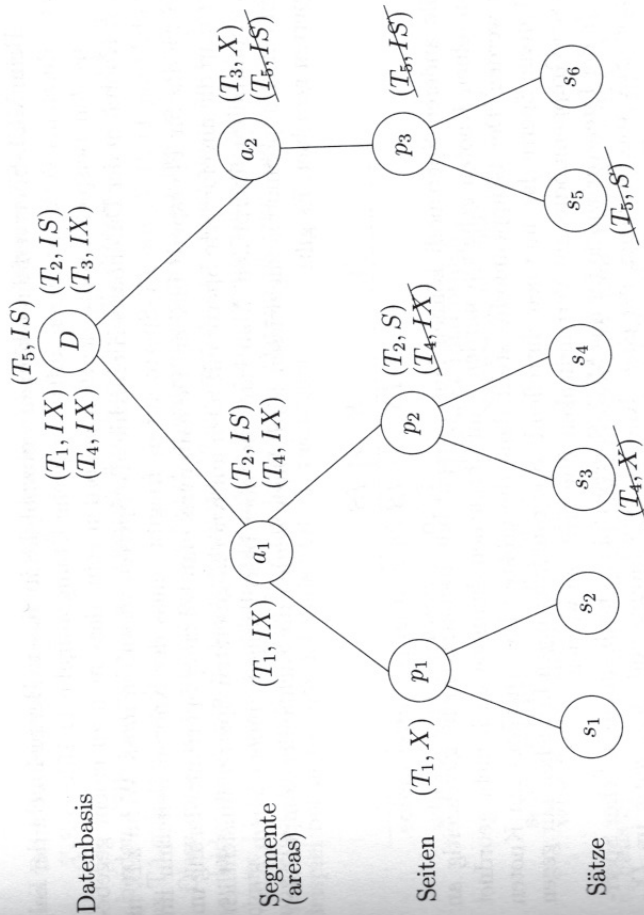 (T₅, IS)
(T₁, IX) (T₂, IS)
(T₄, IX) (T₃, IX)
Datenbasis D
(T₂, IS) (T₃, X)
(T₄, IX) (T₅, IS)
Segmente
(areas)
(T₁, IX) a₁ a₂
(T₂, S) (T₅, IS)
(T₄, IX)
Seiten (T₁, X) p₁ p₂ p₃
Sätze s₁ s₂ s₃ s₄ s₅ s₆
(T₄, X) (T₅, S)